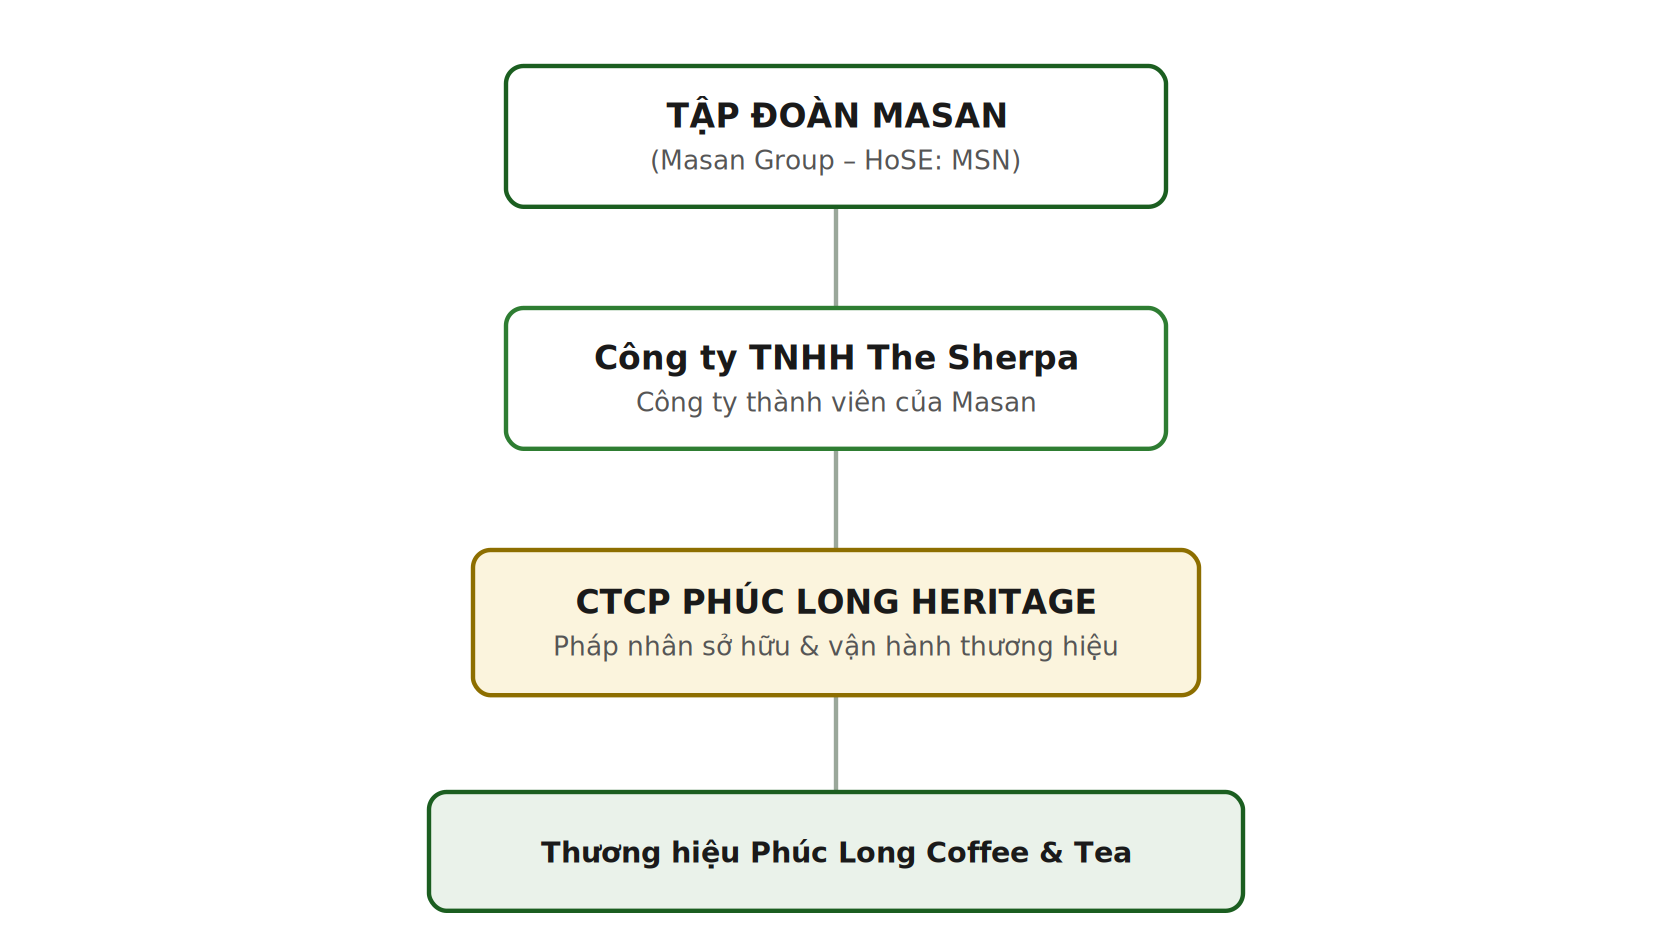 TẬP ĐOÀN MASAN
(Masan Group – HoSE: MSN)
Công ty TNHH The Sherpa
Công ty thành viên của Masan
CTCP PHÚC LONG HERITAGE
Pháp nhân sở hữu & vận hành thương hiệu
Thương hiệu Phúc Long Coffee & Tea